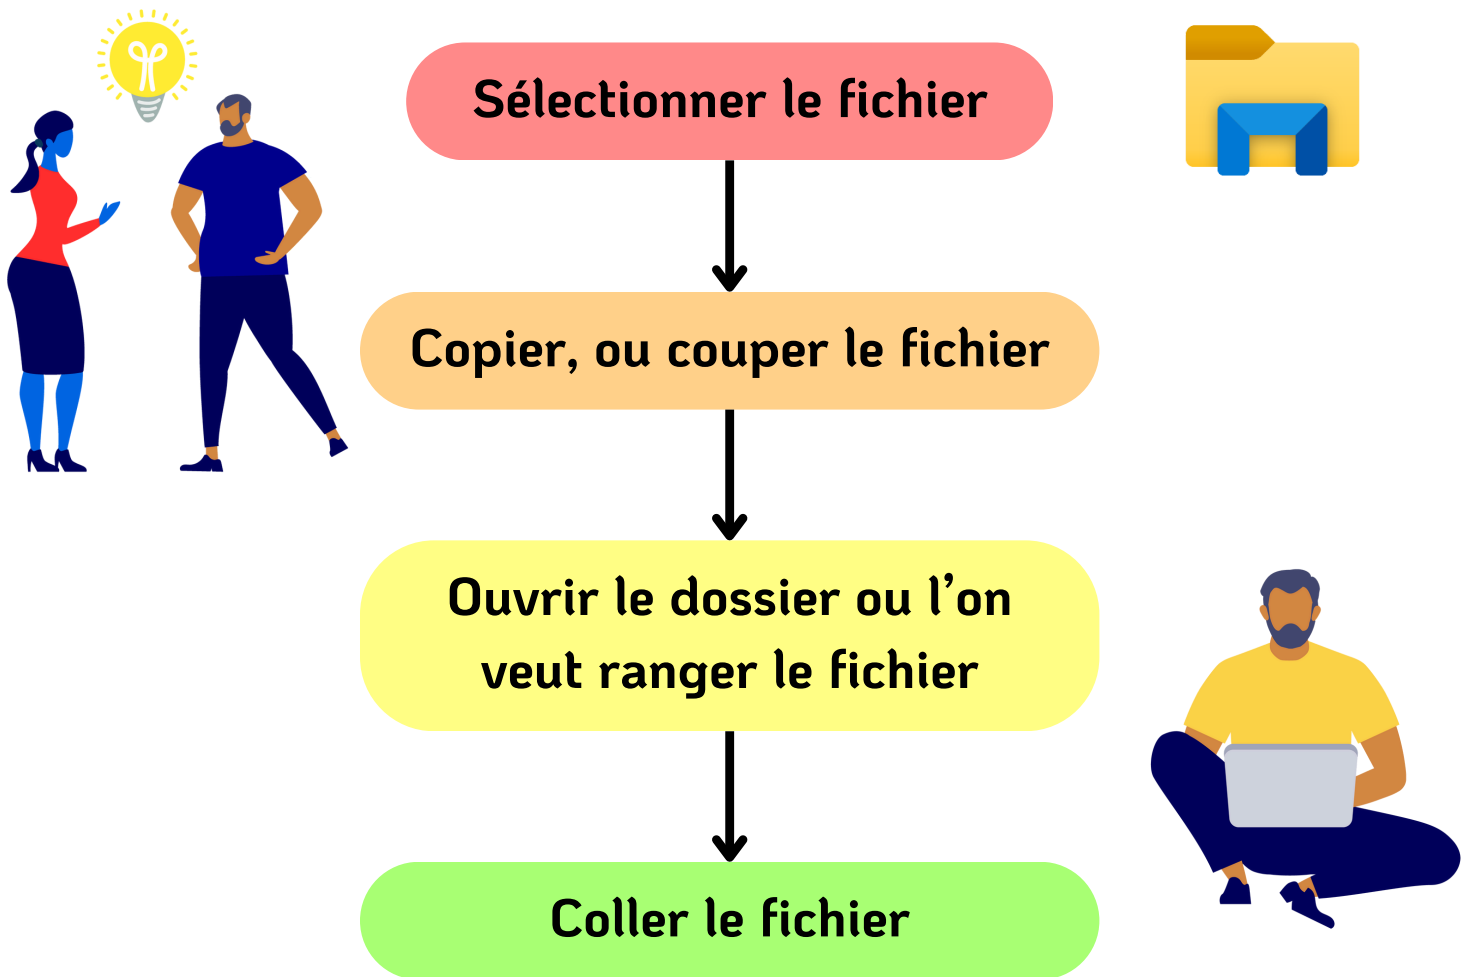 Sélectionner le fichier
Copier, ou couper le fichier
Ouvrir le dossier ou l’on
veut ranger le fichier
Coller le fichier